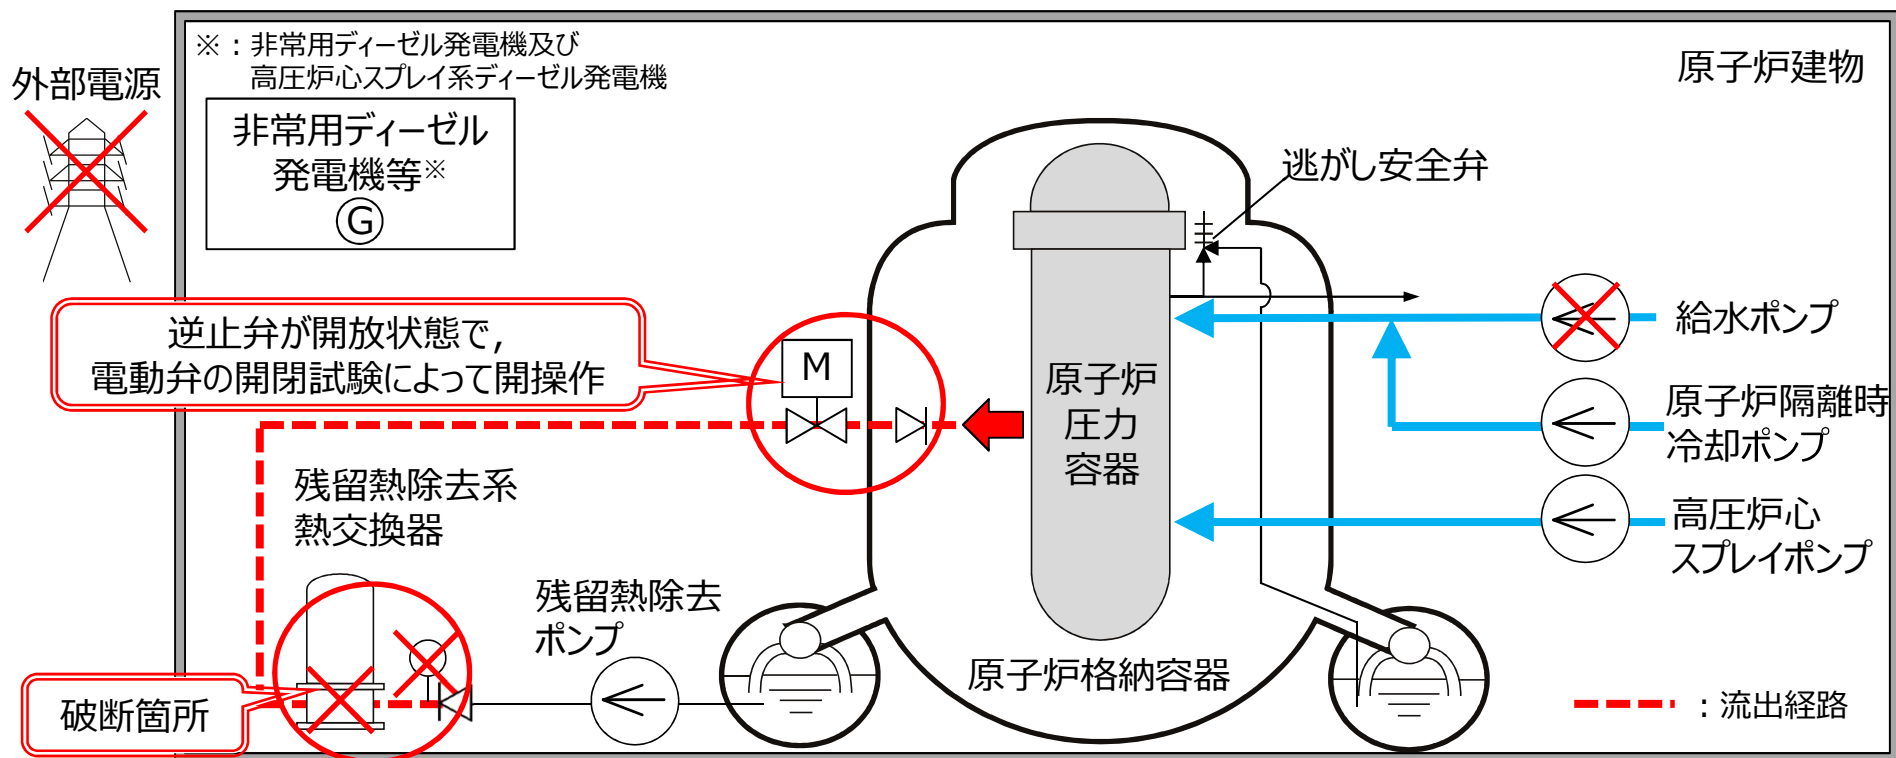 ※：非常用ディーゼル発電機及び
高圧炉心スプレイ系ディーゼル発電機
原子炉建物
外部電源
非常用ディーゼル
発電機等※
G
逃がし安全弁
逆止弁が開放状態で，
電動弁の開閉試験によって開操作
M
給水ポンプ
原子炉
圧力
容器
原子炉隔離時
冷却ポンプ
残留熱除去系
熱交換器
高圧炉心
スプレイポンプ
残留熱除去
ポンプ
原子炉格納容器
破断箇所
：流出経路